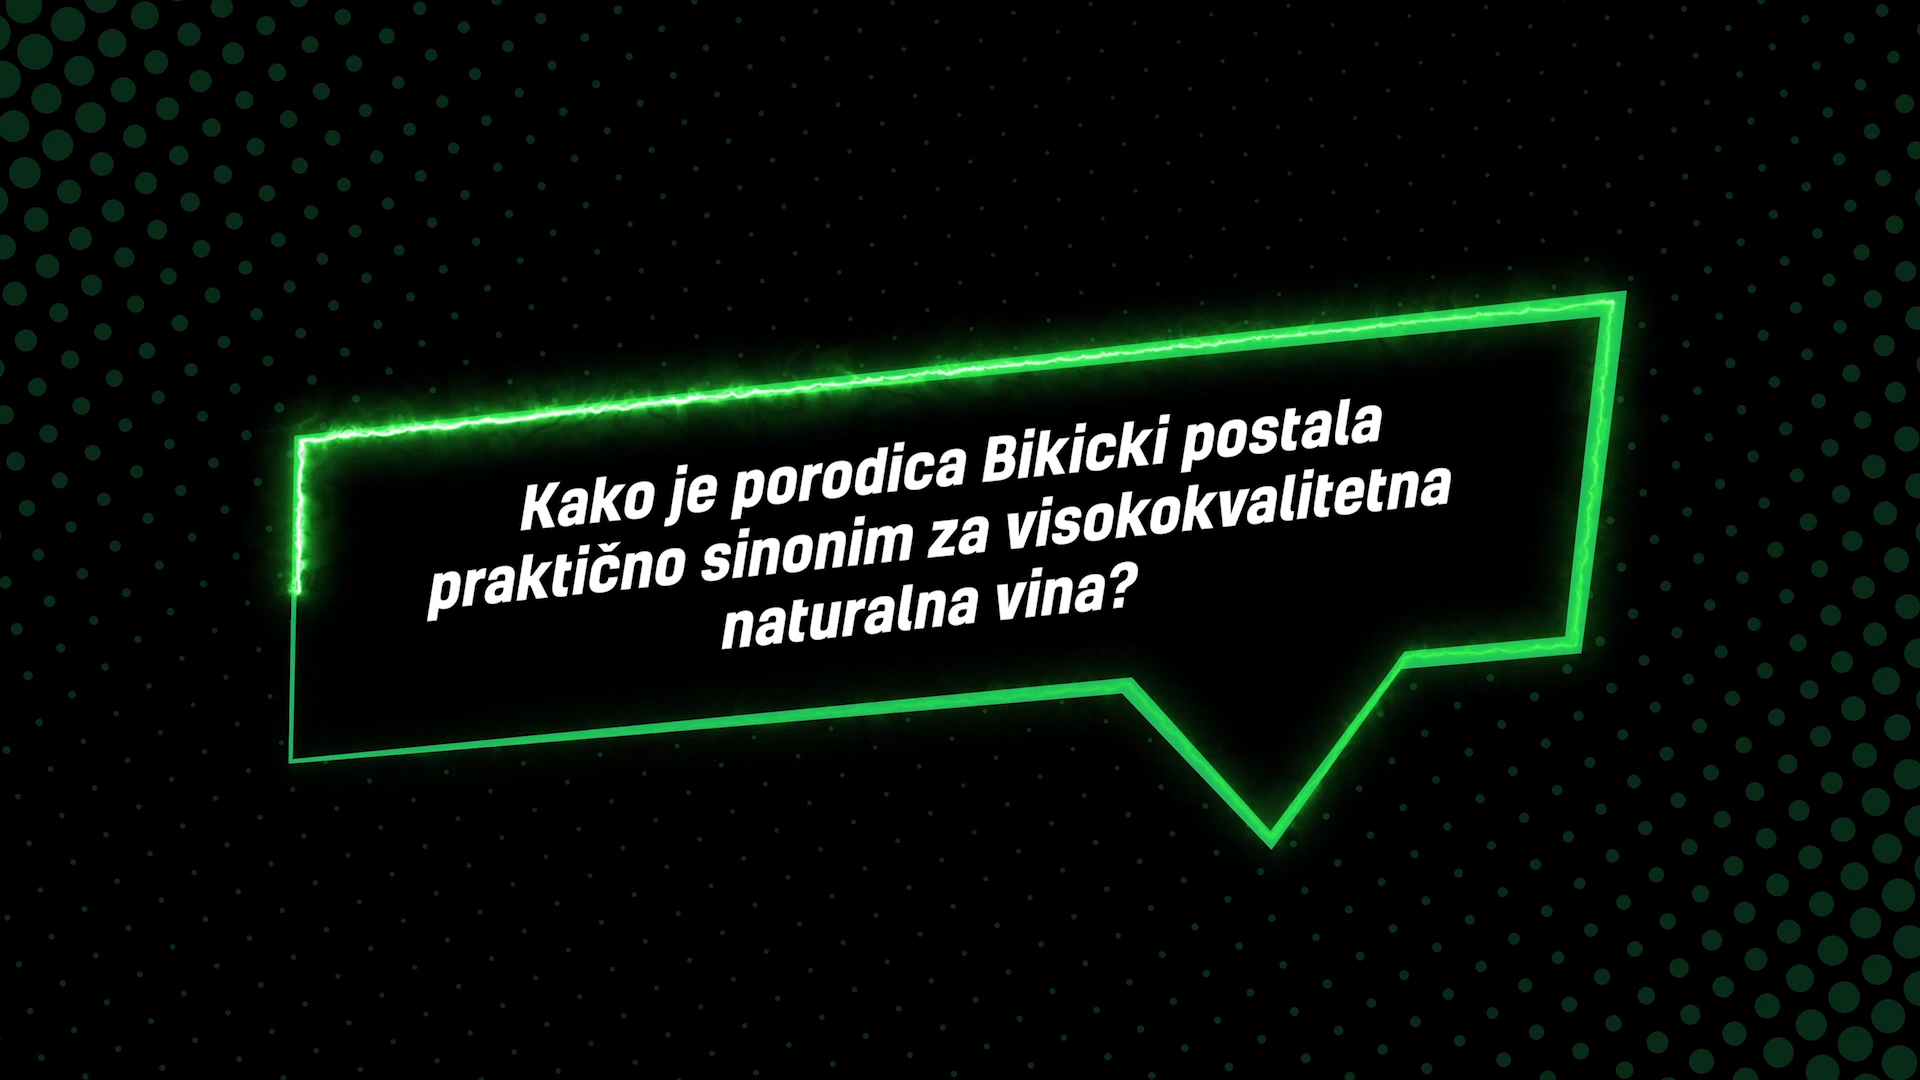 Kako je porodica Bikicki postala
praktično sinonim za visokokvalitetna
naturalna vina?